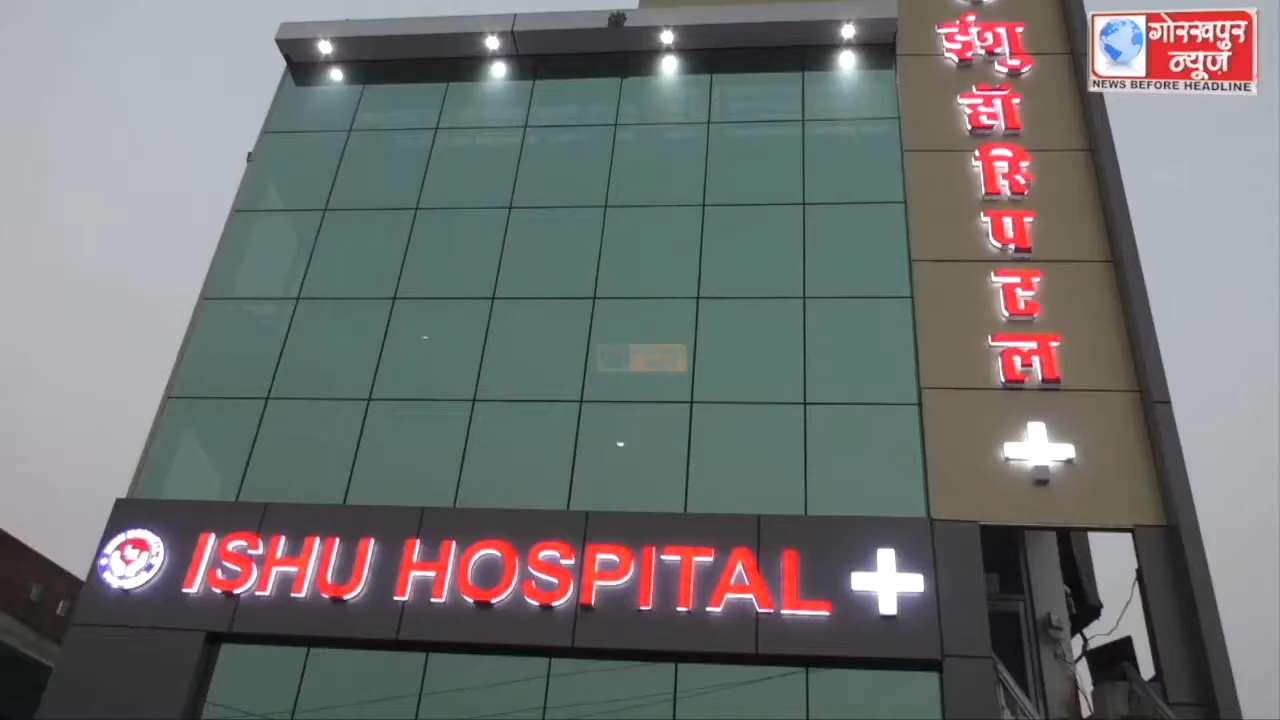 गोरखपुर
न्यूज़
NEWS BEFORE HEADLINE
ईशु
हॉस्पिटल
ISHU HOSPITAL